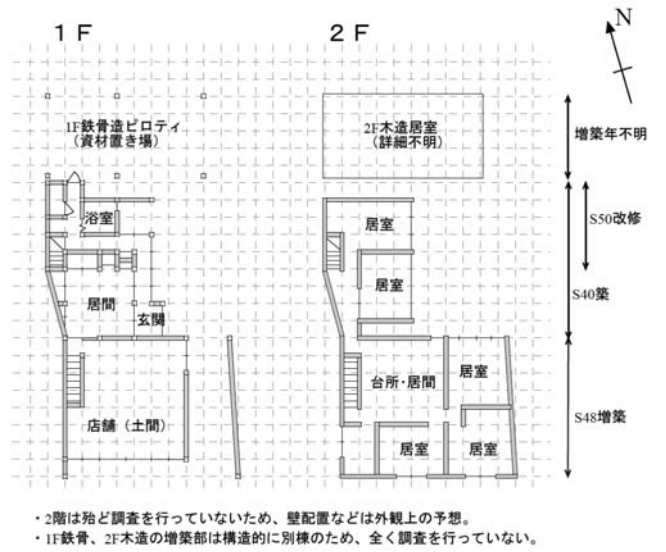 1F
2F
N
1F鉄骨造ピロティ
(資材置き場)
2F木造居室
(詳細不明)
増築年不明
浴室
居室
S50改修
居間
玄関
居室
S40築
店舗（土間）
台所・居間
居室
居室
居室
S48増築
・2階は殆ど調査を行っていないため、壁配置などは外観上の予想。
・1F鉄骨、2F木造の増築部は構造的に別棟のため、全く調査を行っていない。